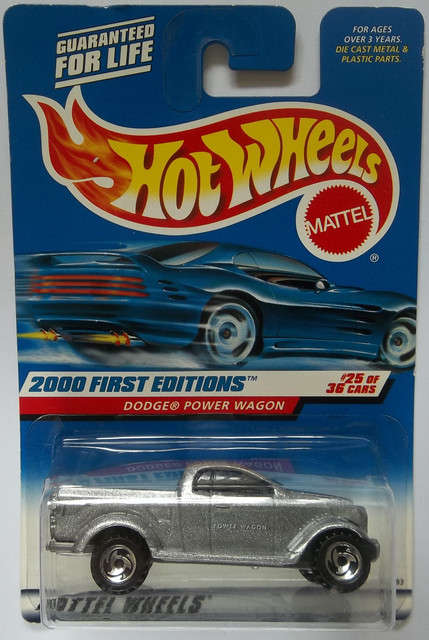 GUARANTEED
FOR LIFE
FOR AGES
OVER 3 YEARS.
DIE CAST METAL &
PLASTIC PARTS.
HOT WHEELS
MATTEL
®
2000 FIRST EDITIONS™
#25 OF
36 CARS
DODGE® POWER WAGON
POWER WAGON
WHEELS